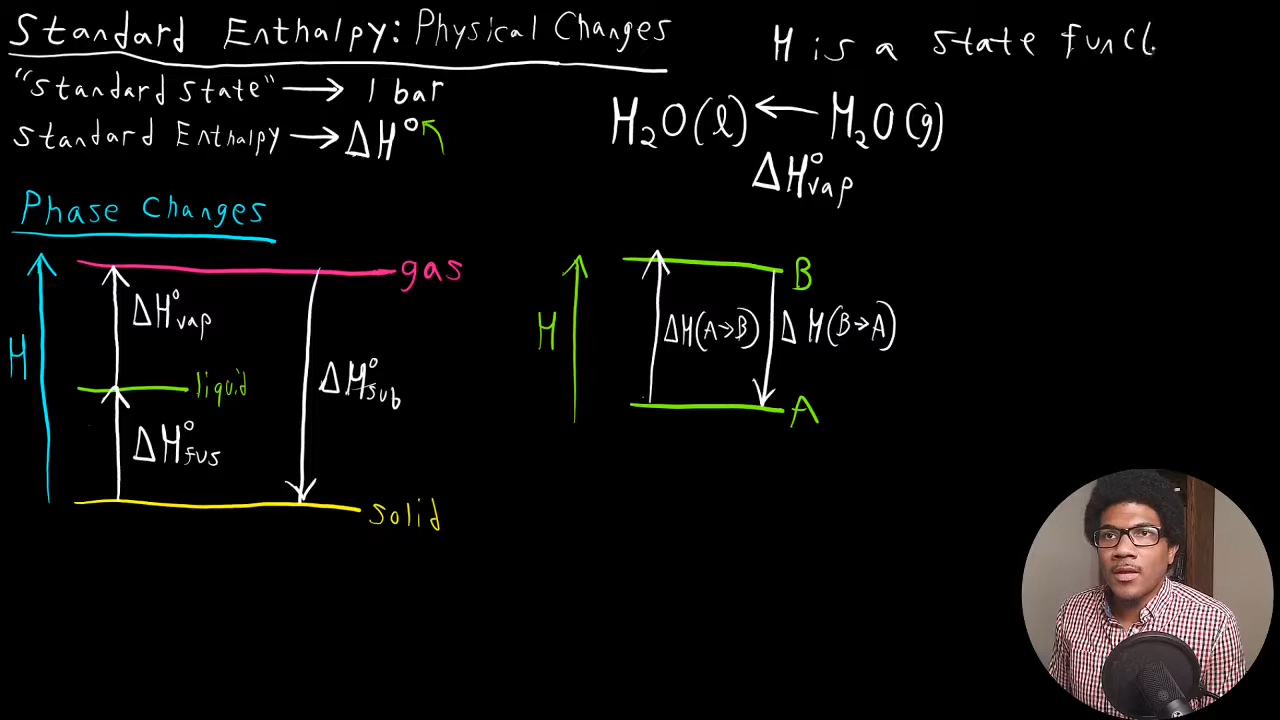 Standard Enthalpy: Physical Changes
"standard state" → 1 bar
standard Enthalpy → ΔH°
H is a state funct
H₂O(l) ← H₂O(g)
ΔH°vap
Phase Changes
H
gas
ΔH°vap
liquid
ΔH°sub
ΔH°fus
solid
H
B
ΔH(A→B)
ΔH(B→A)
A